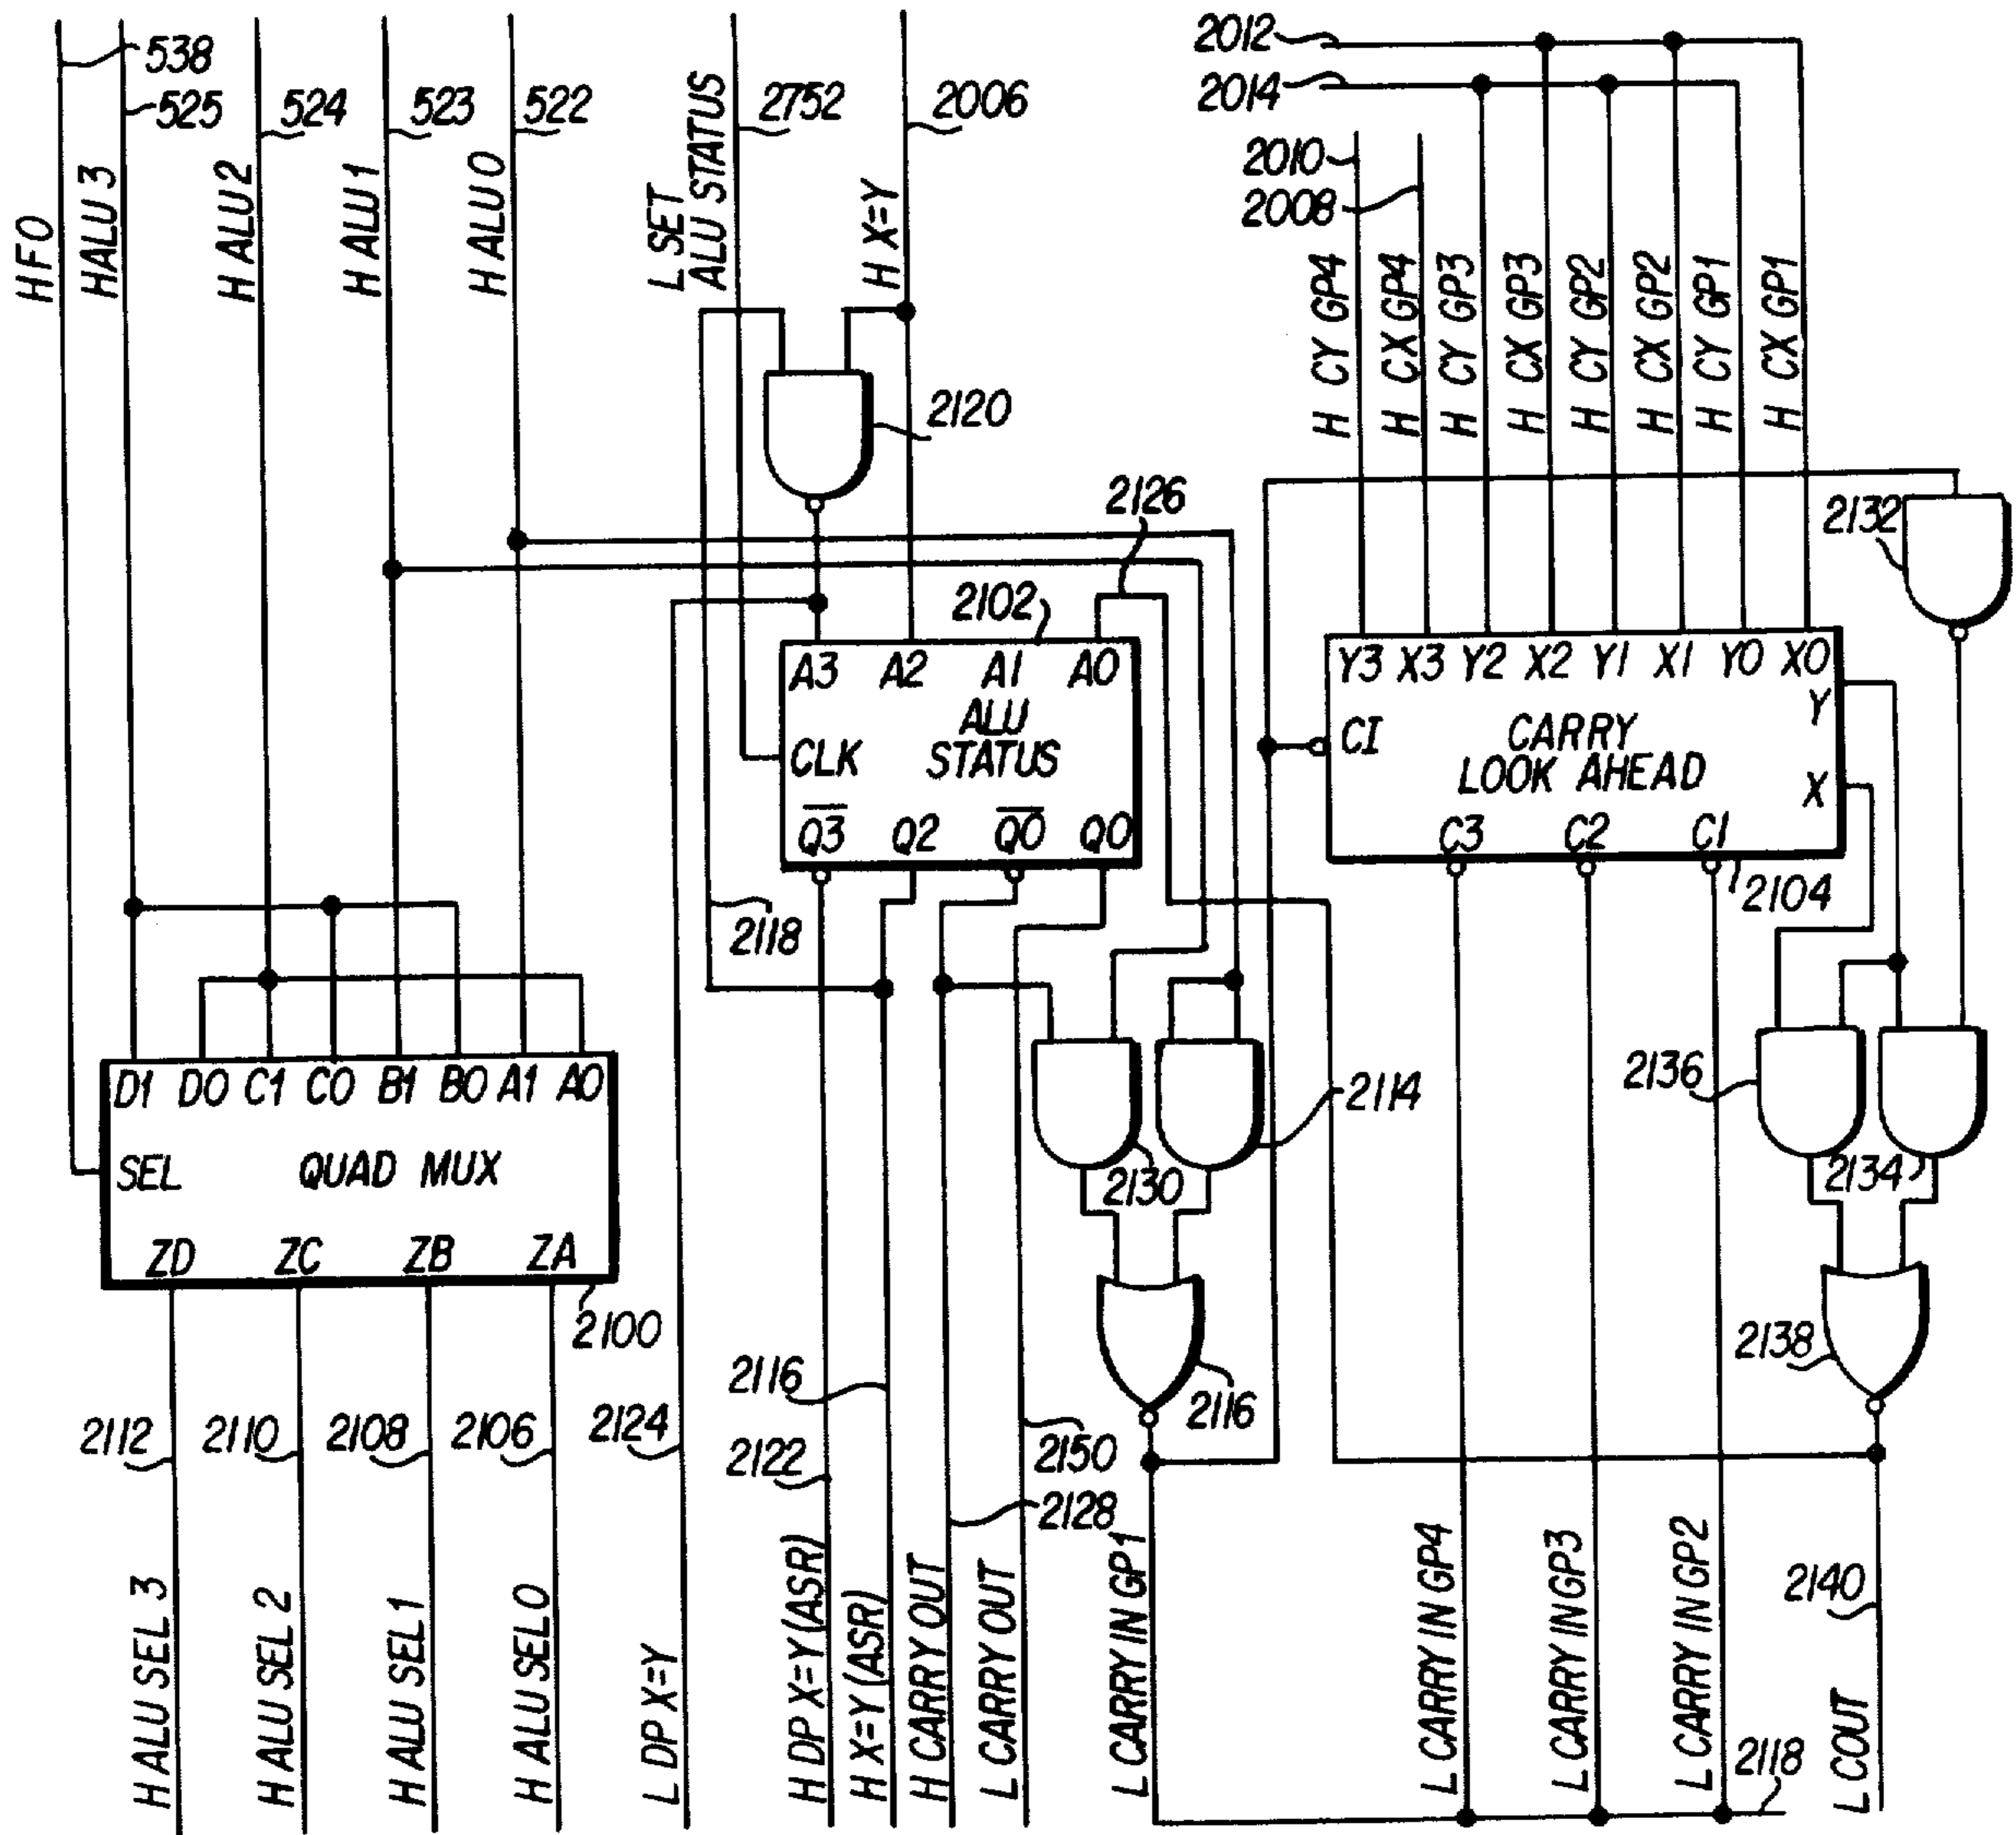 2012
2014
538
525
524
523
522
2752
2006
2010
2008
HF0
HALU 3
H ALU 2
H ALU 1
H ALU 0
L SET
ALU STATUS
H X=Y
H CY GP4
H CX GP4
H CY GP3
H CX GP3
H CY GP2
H CX GP2
H CY GP1
H CX GP1
2120
2126
2132
2102
A3 A2 A1 A0
ALU
STATUS
CLK
Q3 Q2 Q0 Q0
Y3 X3 Y2 X2 Y1 X1 Y0 X0
Y
CI
CARRY
LOOK AHEAD
X
C3 C2 C1
2104
2118
D1 D0 C1 C0 B1 B0 A1 A0
SEL QUAD MUX
ZD ZC ZB ZA
2100
2114
2130
2136
2134
2116
2116
2138
2112
2110
2108
2106
2124
2122
2150
2128
2140
H ALU SEL 3
H ALU SEL 2
H ALU SEL 1
H ALU SEL 0
L DP X=Y
H DP X=Y (ASR)
H X=Y (ASR)
H CARRY OUT
L CARRY OUT
L CARRY IN GP1
L CARRY IN GP4
L CARRY IN GP3
L CARRY IN GP2
2118
L COUT